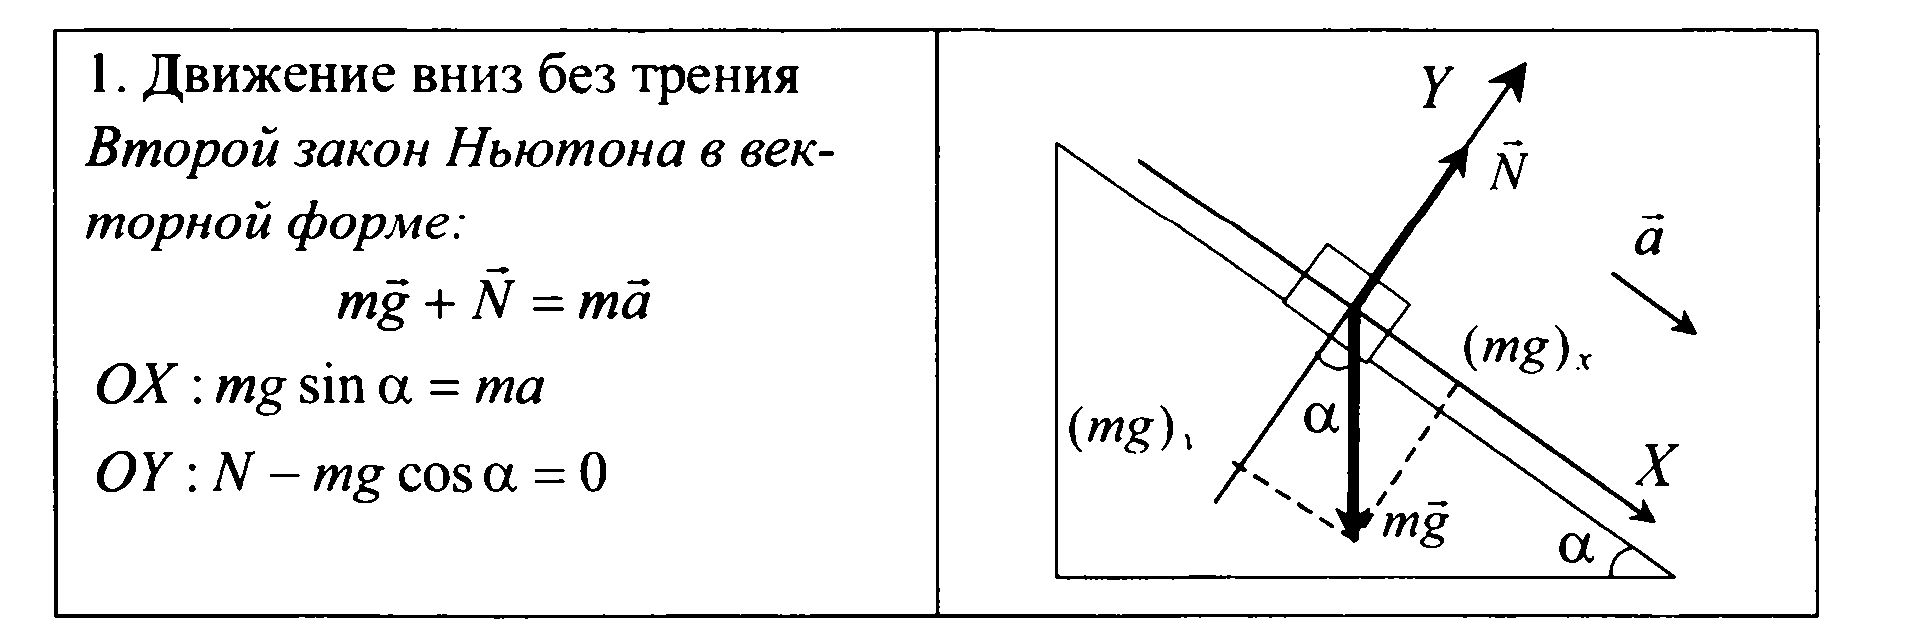 1. Движение вниз без трения
Второй закон Ньютона в век-
торной форме:
mg⃗ + N⃗ = ma⃗
OX : mg sin α = ma
OY : N – mg cos α = 0
Y
N⃗
a⃗
(mg)x
α
(mg)
X
mg⃗
α